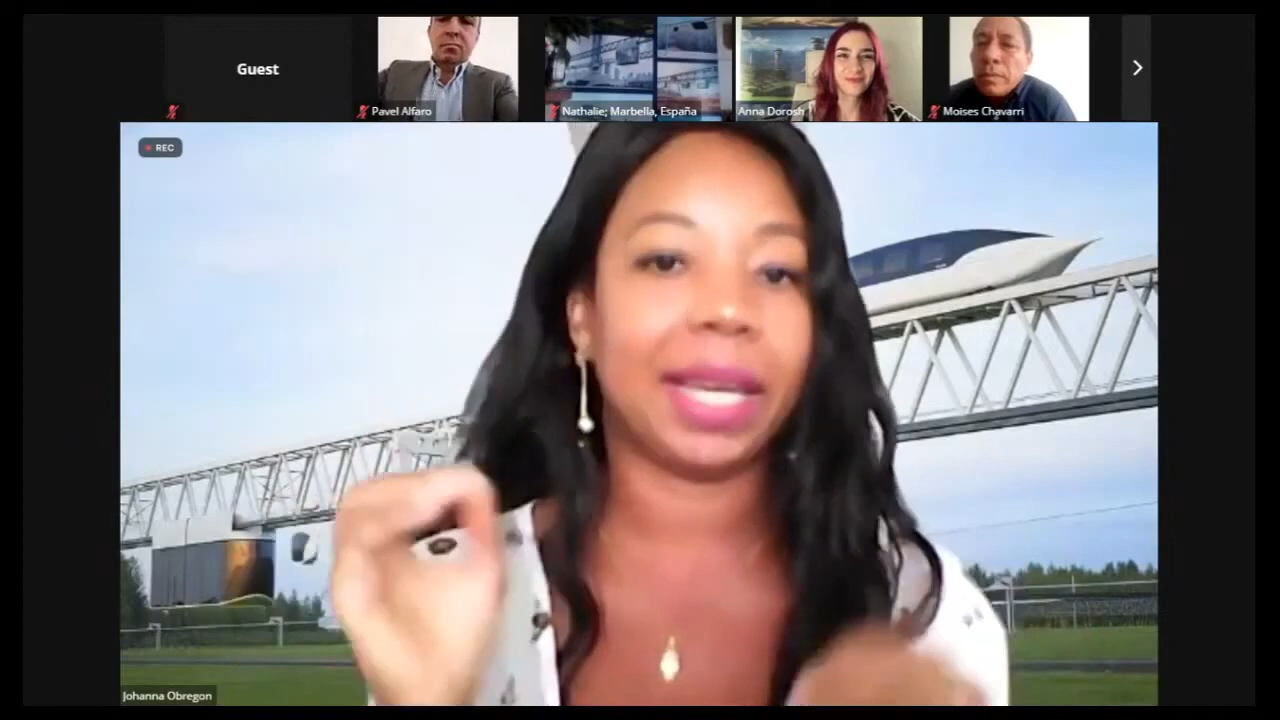 Guest
Pavel Alfaro
Nathalie; Marbella, España
Anna Dorosh
Moises Chavarri
REC
Johanna Obregon